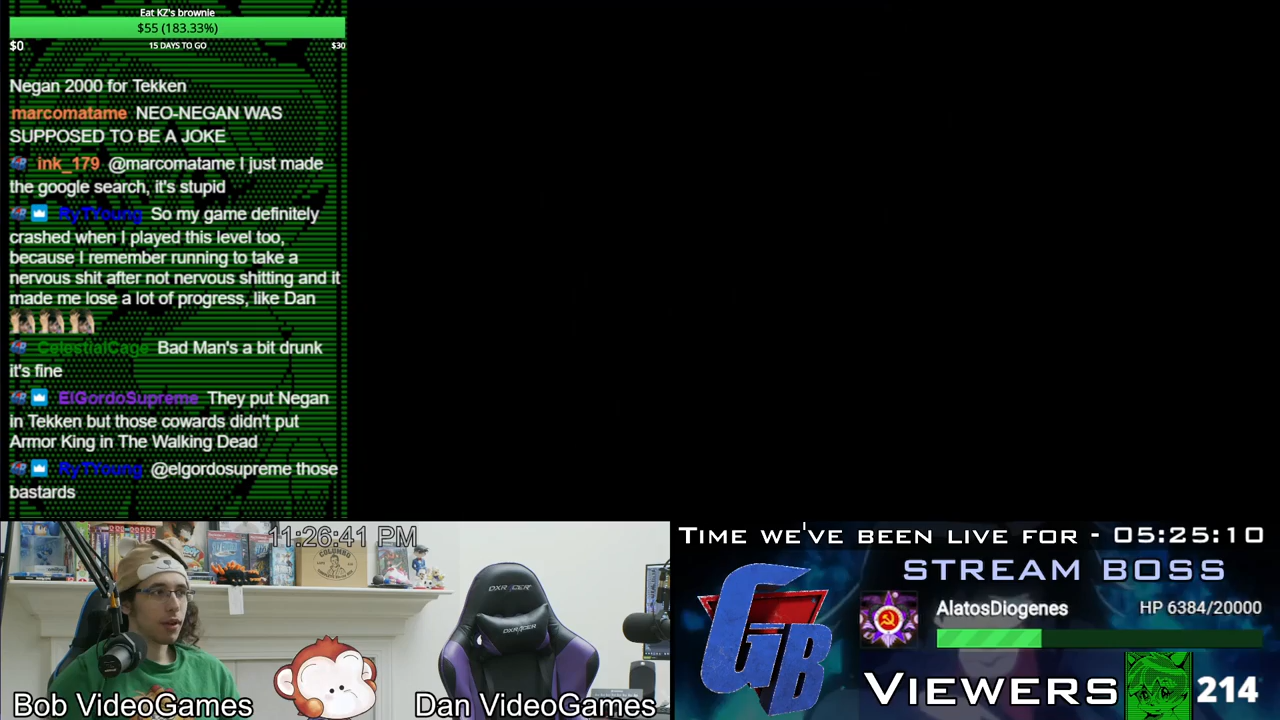 Eat KZ's brownie
$55 (183.33%)
$0 15 DAYS TO GO $30
Negan 2000 for Tekken
marcomatame NEO-NEGAN WAS
SUPPOSED TO BE A JOKE
ink_179 @marcomatame I just made
the google search, it's stupid
RyTYoung So my game definitely
crashed when I played this level too,
because I remember running to take a
nervous shit after not nervous shitting and it
made me lose a lot of progress, like Dan
CelestialCage Bad Man's a bit drunk
it's fine
ElGordoSupreme They put Negan
in Tekken but those cowards didn't put
Armor King in The Walking Dead
RyTYoung @elgordosupreme those
bastards
11:26:41 PM
COLUMBO
DXRACER
DXRACER
Bob VideoGames
Dan VideoGames
TIME WE'VE BEEN LIVE FOR - 05:25:10
STREAM BOSS
AlatosDiogenes HP 6384/20000
GB
VIEWERS 214